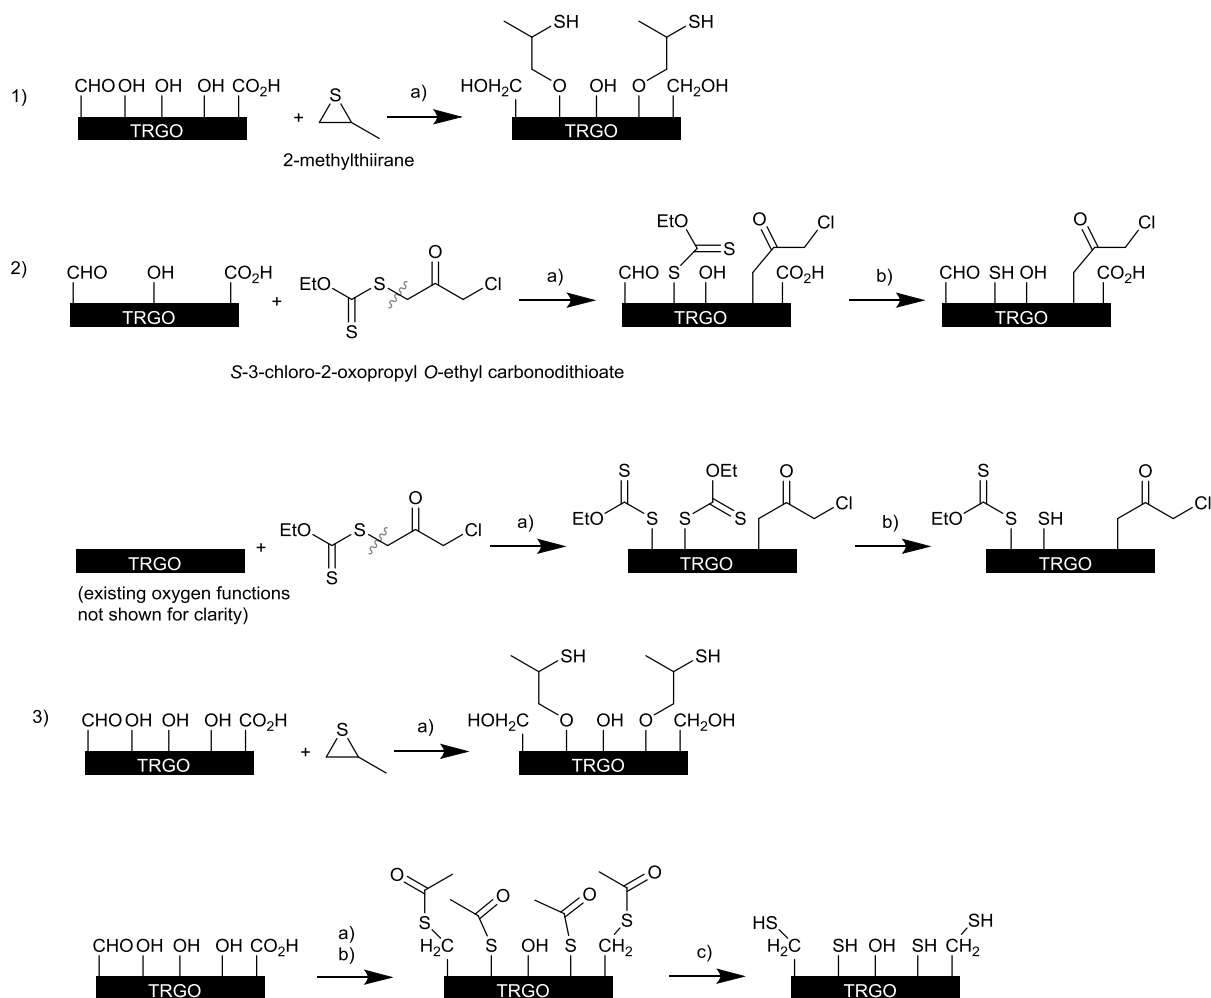 SH SH
CHO OH OH OH CO2H HOH2C O OH O CH2OH
1) S a)
TRGO + TRGO
2-methylthiirane
EtO O Cl O Cl
S
2) CHO OH CO2H O a) CHO S OH CO2H b) CHO SH OH CO2H
EtO S Cl
+
TRGO S TRGO TRGO
S-3-chloro-2-oxopropyl O-ethyl carbonodithioate
S OEt O S O
O Cl Cl
EtO S Cl a) EtO S S S b) EtO S SH
TRGO + S TRGO TRGO
(existing oxygen functions
not shown for clarity)
SH SH
3) CHO OH OH OH CO2H S a) HOH2C O OH O CH2OH
TRGO + TRGO
O O O O
S S SH
CHO OH OH OH CO2H a) H2C S OH S CH2 c) HS H2C SH OH SH CH2
b)
TRGO TRGO TRGO